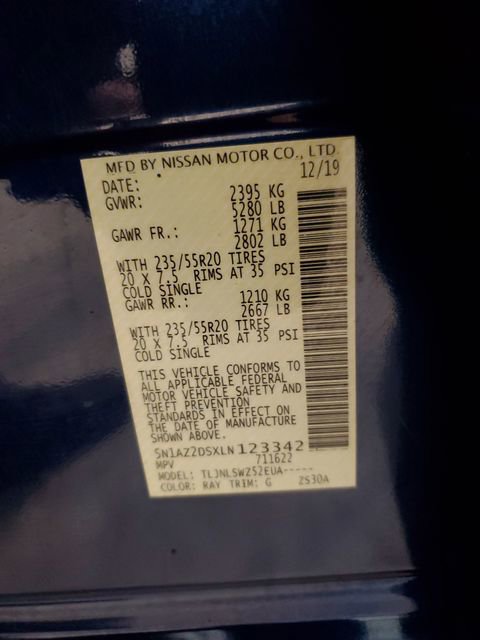 MFD BY NISSAN MOTOR CO., LTD.
DATE: 12/19
GVWR: 2395 KG
5280 LB
GAWR FR.: 1271 KG
2802 LB
WITH 235/55R20 TIRES
20 X 7.5 RIMS AT 35 PSI
COLD SINGLE
GAWR RR.: 1210 KG
2667 LB
WITH 235/55R20 TIRES
20 X 7.5 RIMS AT 35 PSI
COLD SINGLE
THIS VEHICLE CONFORMS TO
ALL APPLICABLE FEDERAL
MOTOR VEHICLE SAFETY AND
THEFT PREVENTION
STANDARDS IN EFFECT ON
THE DATE OF MANUFACTURE
SHOWN ABOVE.
5N1AZ2DSXLN123342
MPV 711622
MODEL: TLJNLSWZ52EUA-----
COLOR: RAY TRIM: G 2S30A